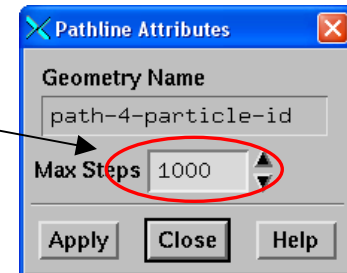 Pathline Attributes
Geometry Name
path-4-particle-id
Max Steps 1000
Apply Close Help